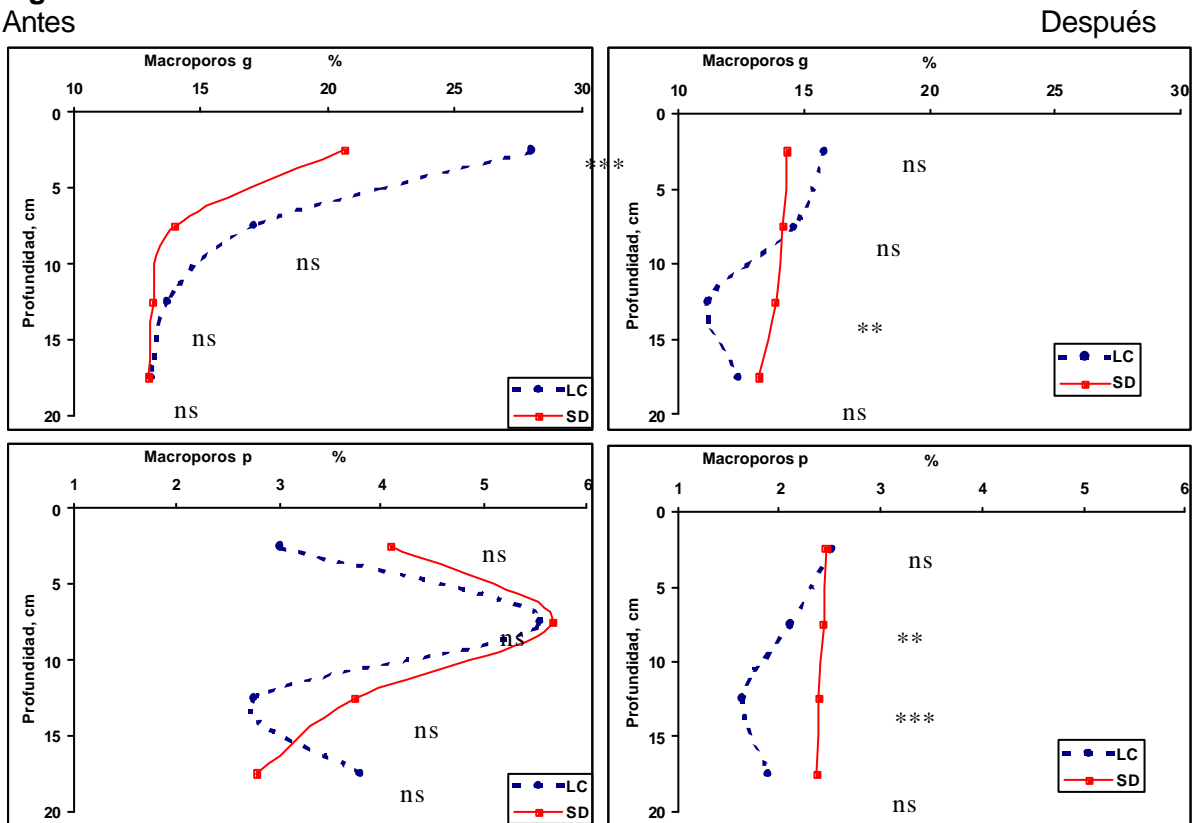 Antes Después
Macroporos g %
10 15 20 25 30
0
5
10
15
20
Profundidad, cm
***
ns
ns
ns
LC
SD
Macroporos g %
10 15 20 25 30
0
5
10
15
20
Profundidad, cm
ns
ns
**
ns
LC
SD
Macroporos p %
1 2 3 4 5 6
0
5
10
15
20
Profundidad, cm
ns
ns
ns
ns
LC
SD
Macroporos p %
1 2 3 4 5 6
0
5
10
15
20
Profundidad, cm
ns
**
***
ns
LC
SD